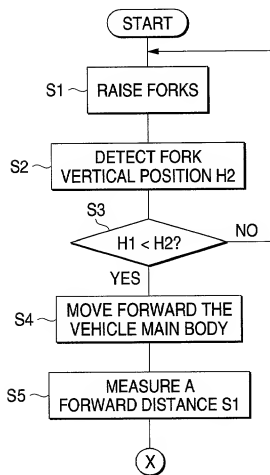 START
S1
RAISE FORKS
S2
DETECT FORK
VERTICAL POSITION H2
S3
H1 < H2?
NO
YES
S4
MOVE FORWARD THE
VEHICLE MAIN BODY
S5
MEASURE A
FORWARD DISTANCE S1
X